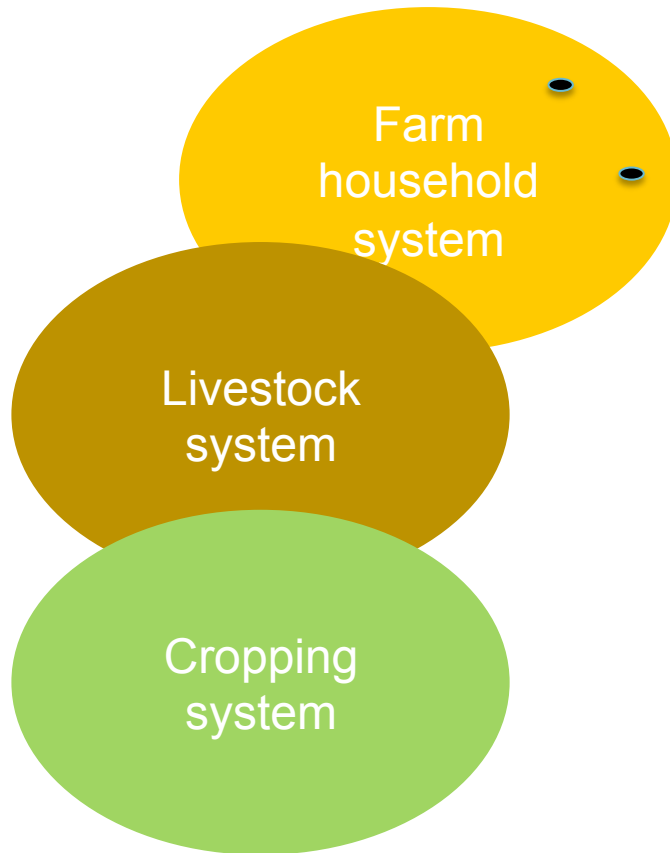 Farm
household
system
Livestock
system
Cropping
system